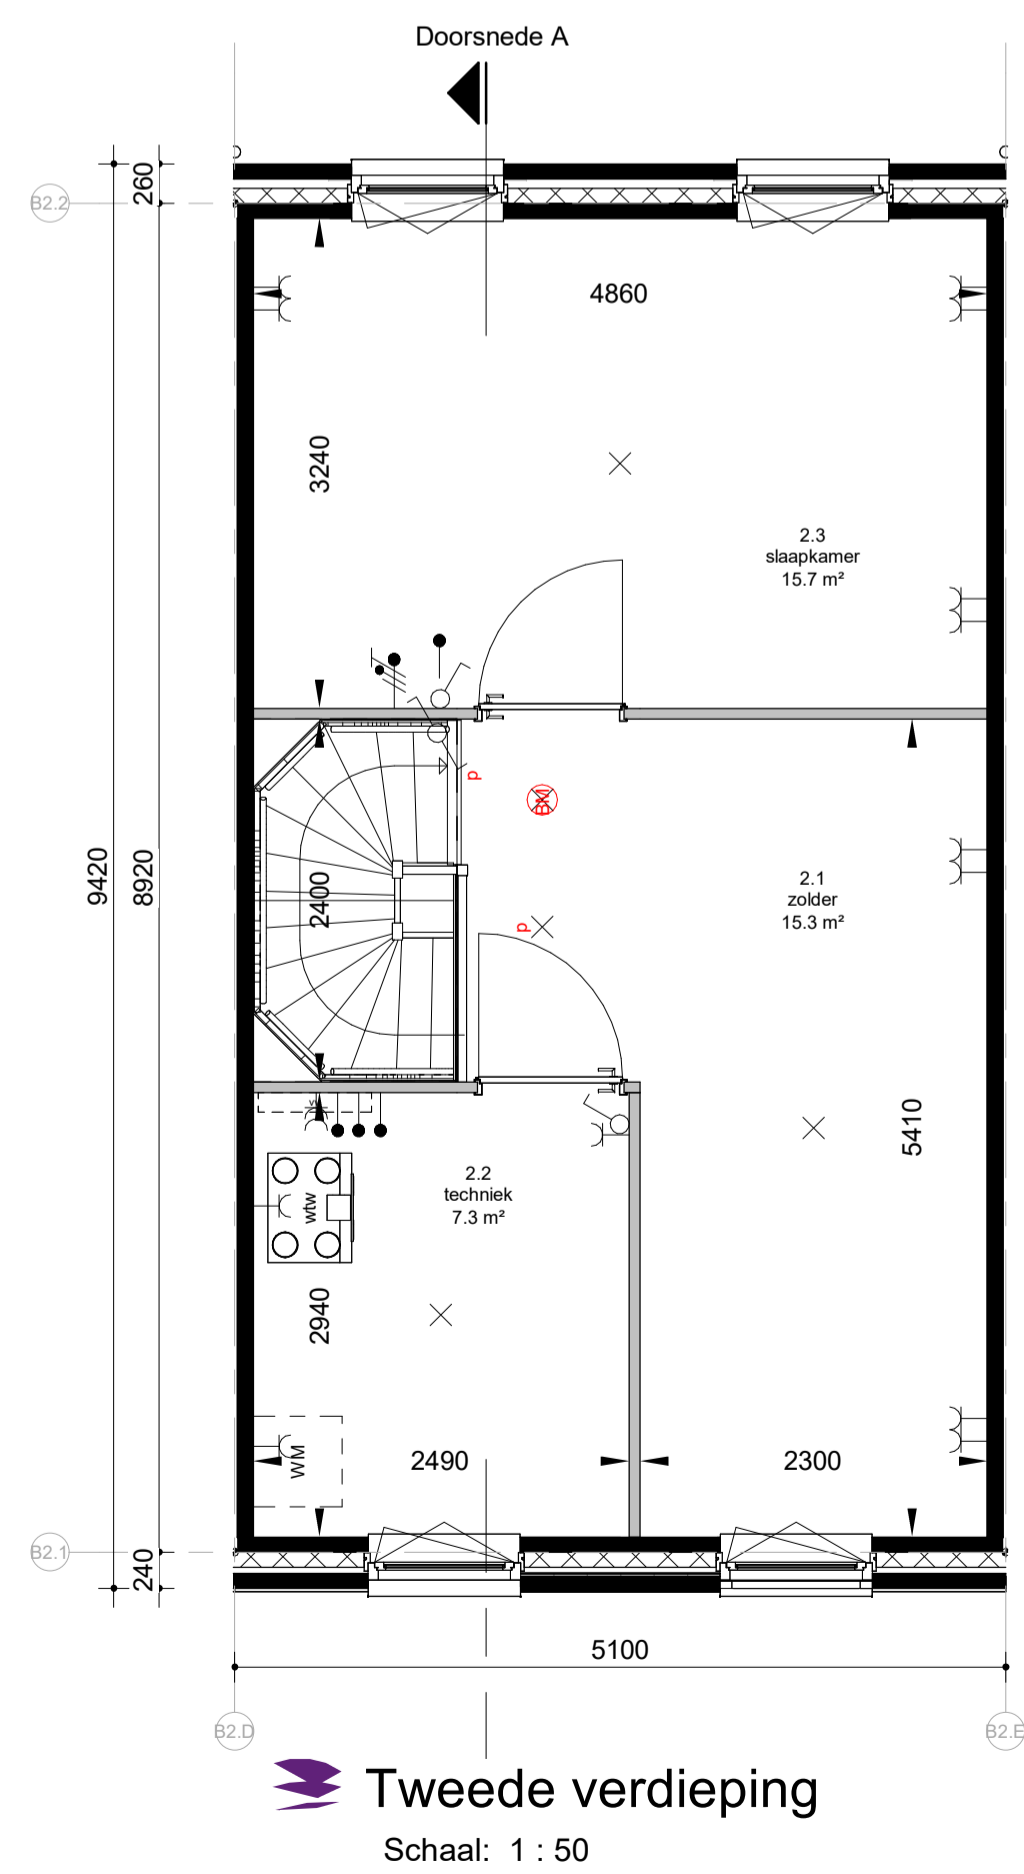 Doorsnede A
260
B2.2
4860
3240
2.3
slaapkamer
15.7 m²
p
BM
9420
8920
2400
2.1
zolder
15.3 m²
p
5410
2.2
techniek
7.3 m²
wtw
2940
WM
2490
2300
B2.1
240
5100
B2.D
B2.E
Tweede verdieping
Schaal: 1 : 50